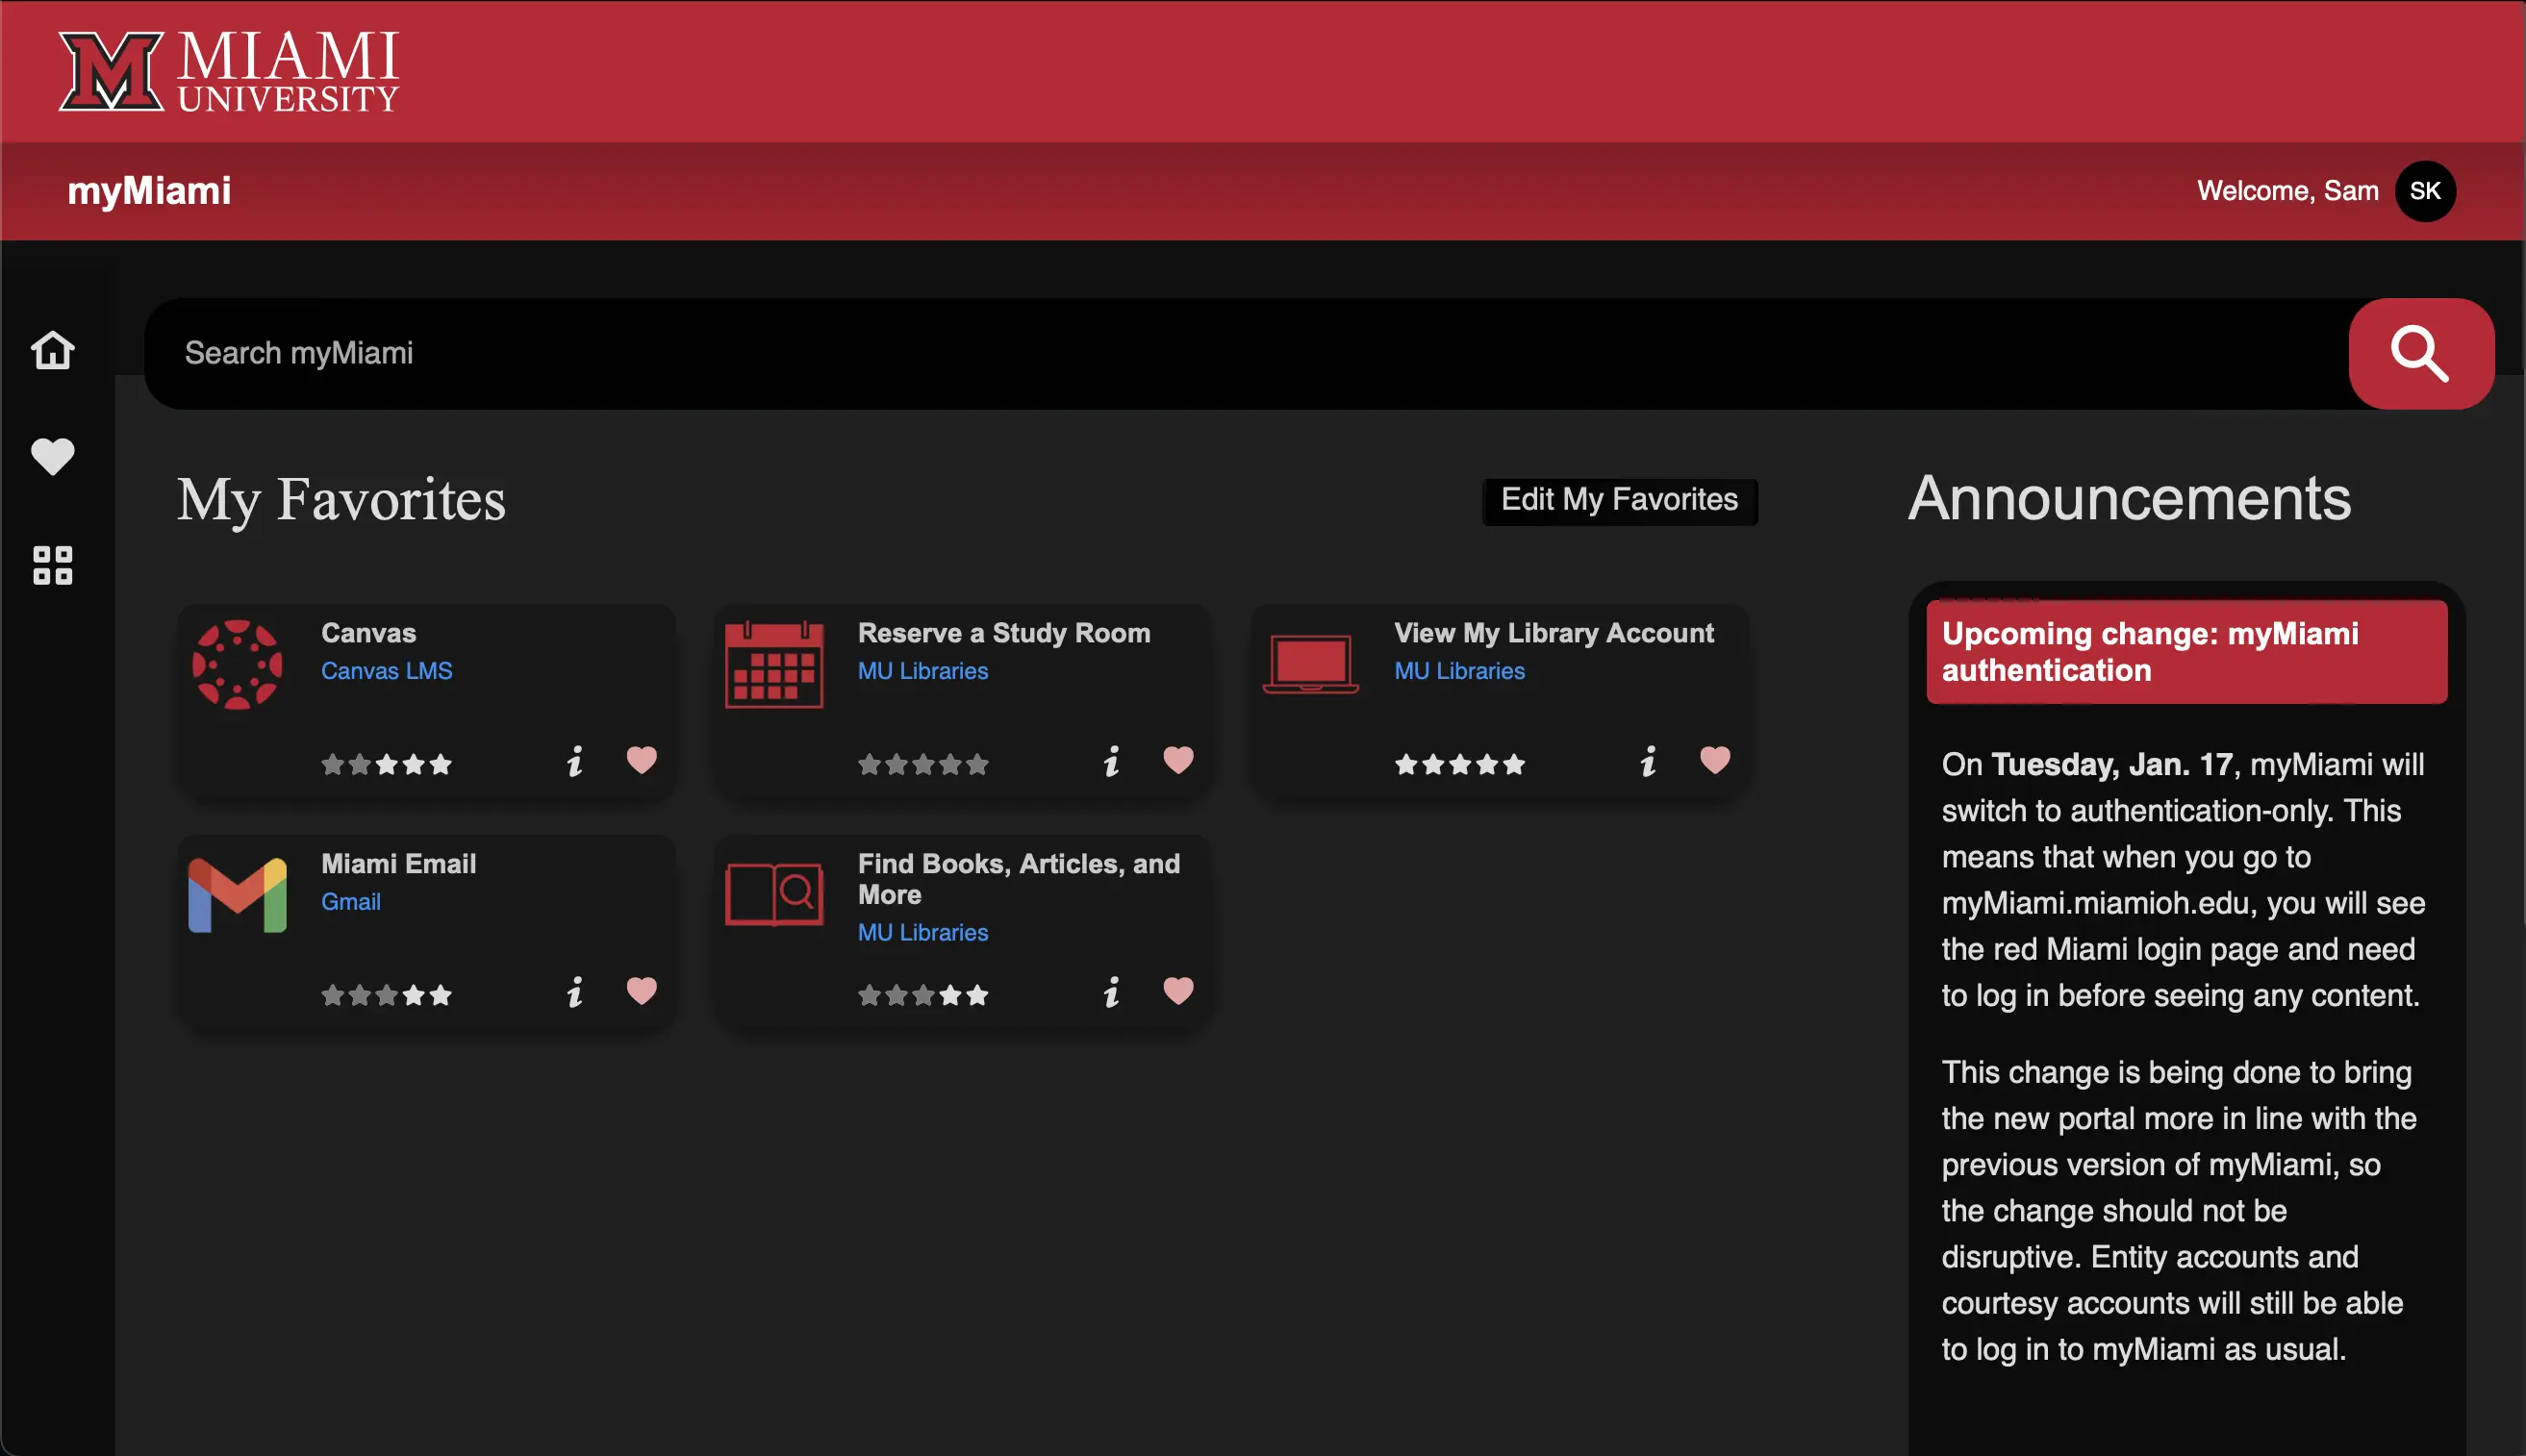 M MIAMI
UNIVERSITY
myMiami
Welcome, Sam SK
Search myMiami
My Favorites
Edit My Favorites
Canvas
Canvas LMS
i
Reserve a Study Room
MU Libraries
i
View My Library Account
MU Libraries
i
Miami Email
Gmail
i
Find Books, Articles, and
More
MU Libraries
i
Announcements
Upcoming change: myMiami
authentication
On Tuesday, Jan. 17, myMiami will
switch to authentication-only. This
means that when you go to
myMiami.miamioh.edu, you will see
the red Miami login page and need
to log in before seeing any content.
This change is being done to bring
the new portal more in line with the
previous version of myMiami, so
the change should not be
disruptive. Entity accounts and
courtesy accounts will still be able
to log in to myMiami as usual.